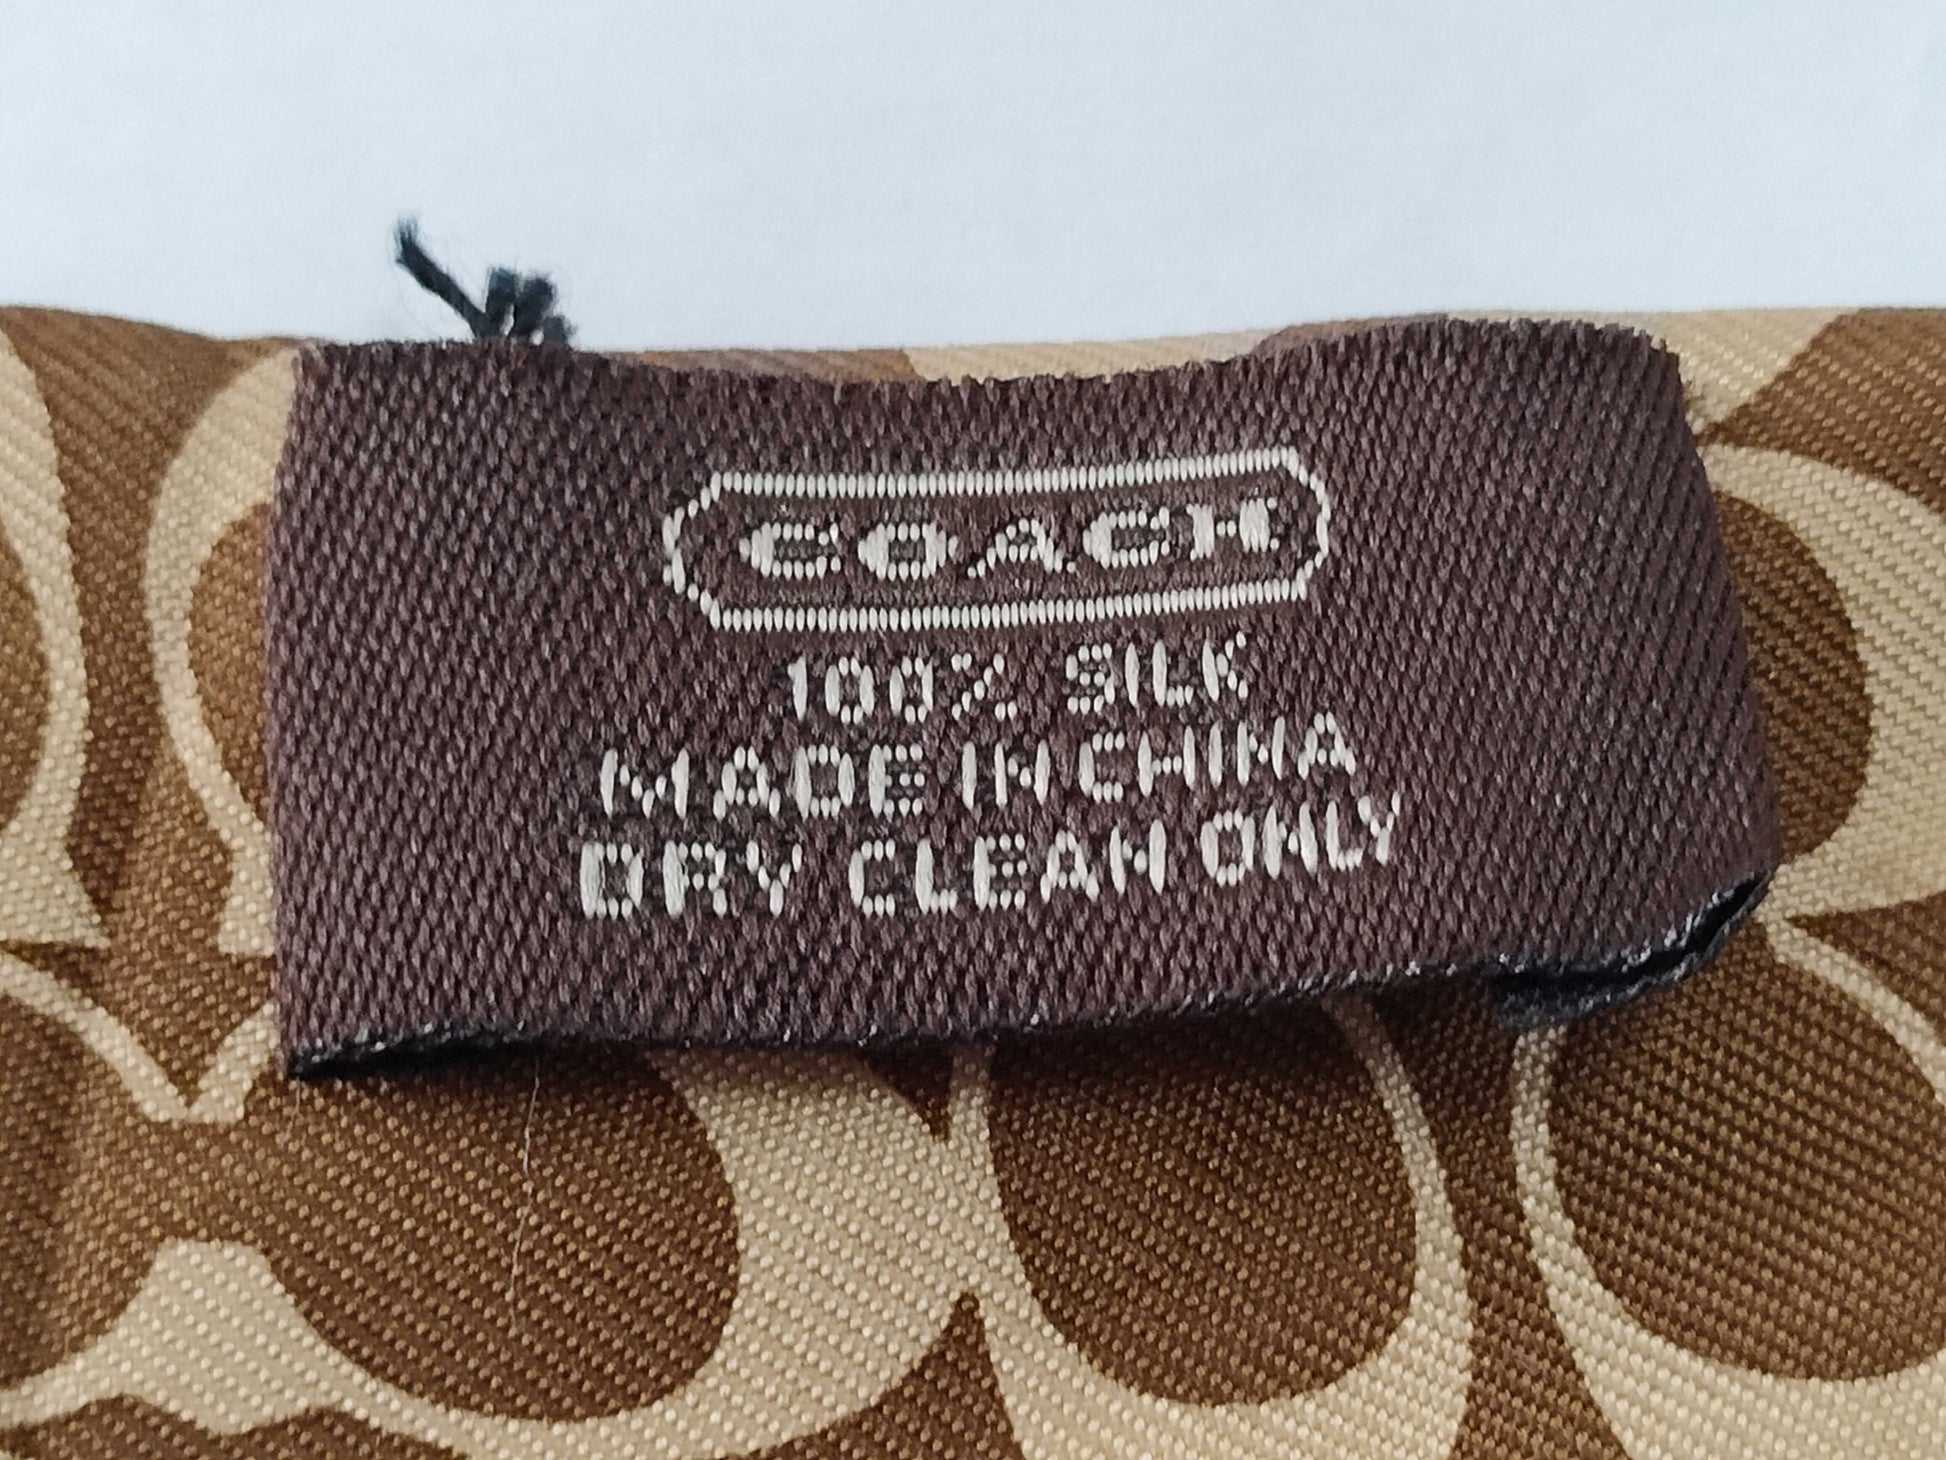 COACH
100% SILK
MADE IN CHINA
DRY CLEAN ONLY